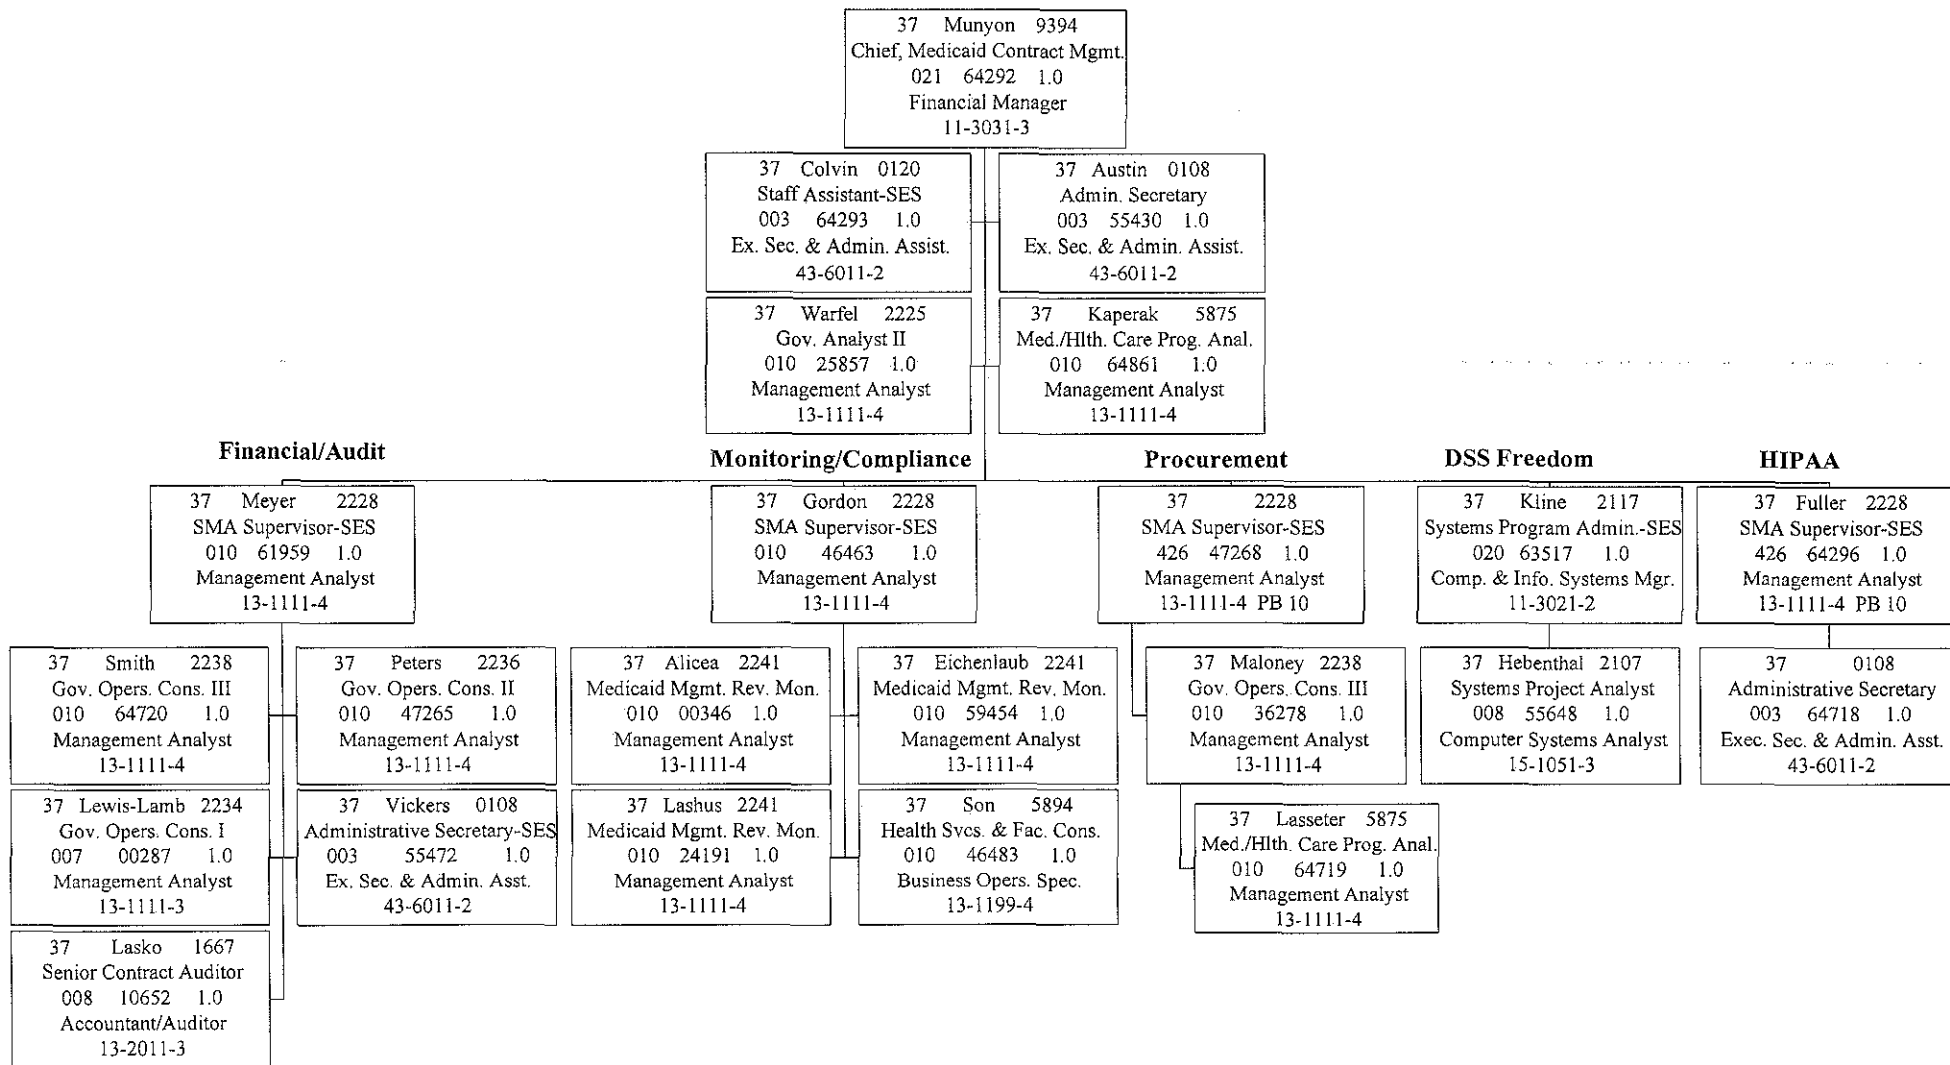 37 Munyon 9394
Chief, Medicaid Contract Mgmt.
021 64292 1.0
Financial Manager
11-3031-3
37 Colvin 0120
Staff Assistant-SES
003 64293 1.0
Ex. Sec. & Admin. Assist.
43-6011-2
37 Austin 0108
Admin. Secretary
003 55430 1.0
Ex. Sec. & Admin. Assist.
43-6011-2
37 Warfel 2225
Gov. Analyst II
010 25857 1.0
Management Analyst
13-1111-4
37 Kaperak 5875
Med./Hlth. Care Prog. Anal.
010 64861 1.0
Management Analyst
13-1111-4
Financial/Audit
Monitoring/Compliance
Procurement
DSS Freedom
HIPAA
37 Meyer 2228
SMA Supervisor-SES
010 61959 1.0
Management Analyst
13-1111-4
37 Gordon 2228
SMA Supervisor-SES
010 46463 1.0
Management Analyst
13-1111-4
37 2228
SMA Supervisor-SES
426 47268 1.0
Management Analyst
13-1111-4 PB 10
37 Kline 2117
Systems Program Admin.-SES
020 63517 1.0
Comp. & Info. Systems Mgr.
11-3021-2
37 Fuller 2228
SMA Supervisor-SES
426 64296 1.0
Management Analyst
13-1111-4 PB 10
37 Smith 2238
Gov. Opers. Cons. III
010 64720 1.0
Management Analyst
13-1111-4
37 Peters 2236
Gov. Opers. Cons. II
010 47265 1.0
Management Analyst
13-1111-4
37 Alicea 2241
Medicaid Mgmt. Rev. Mon.
010 00346 1.0
Management Analyst
13-1111-4
37 Eichenlaub 2241
Medicaid Mgmt. Rev. Mon.
010 59454 1.0
Management Analyst
13-1111-4
37 Maloney 2238
Gov. Opers. Cons. III
010 36278 1.0
Management Analyst
13-1111-4
37 Hebenthal 2107
Systems Project Analyst
008 55648 1.0
Computer Systems Analyst
15-1051-3
37 0108
Administrative Secretary
003 64718 1.0
Exec. Sec. & Admin. Asst.
43-6011-2
37 Lewis-Lamb 2234
Gov. Opers. Cons. I
007 00287 1.0
Management Analyst
13-1111-3
37 Vickers 0108
Administrative Secretary-SES
003 55472 1.0
Ex. Sec. & Admin. Asst.
43-6011-2
37 Lashus 2241
Medicaid Mgmt. Rev. Mon.
010 24191 1.0
Management Analyst
13-1111-4
37 Son 5894
Health Svcs. & Fac. Cons.
010 46483 1.0
Business Opers. Spec.
13-1199-4
37 Lasseter 5875
Med./Hlth. Care Prog. Anal.
010 64719 1.0
Management Analyst
13-1111-4
37 Lasko 1667
Senior Contract Auditor
008 10652 1.0
Accountant/Auditor
13-2011-3